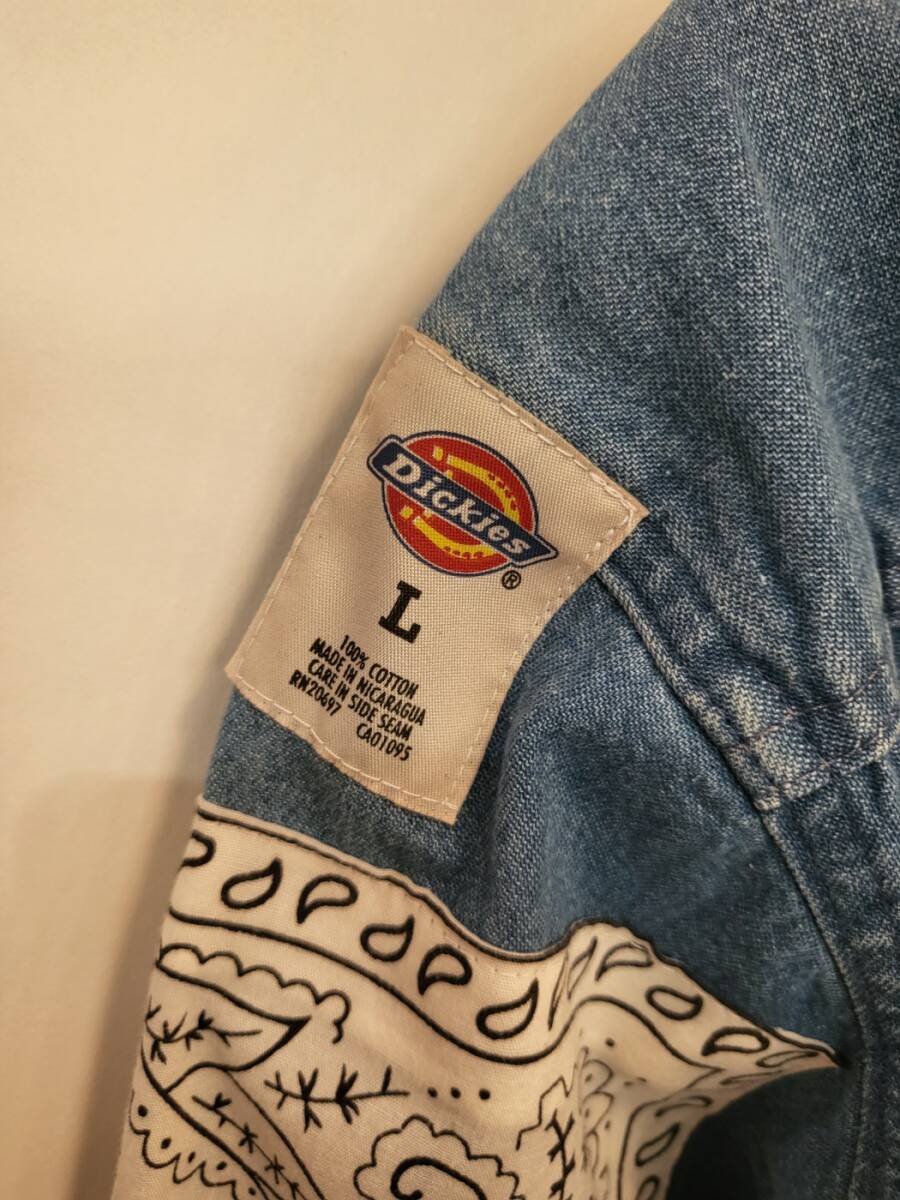 Dickies
®
L
100% COTTON
MADE IN NICARAGUA
CARE IN SIDE SEAM
RN20697 CA01095